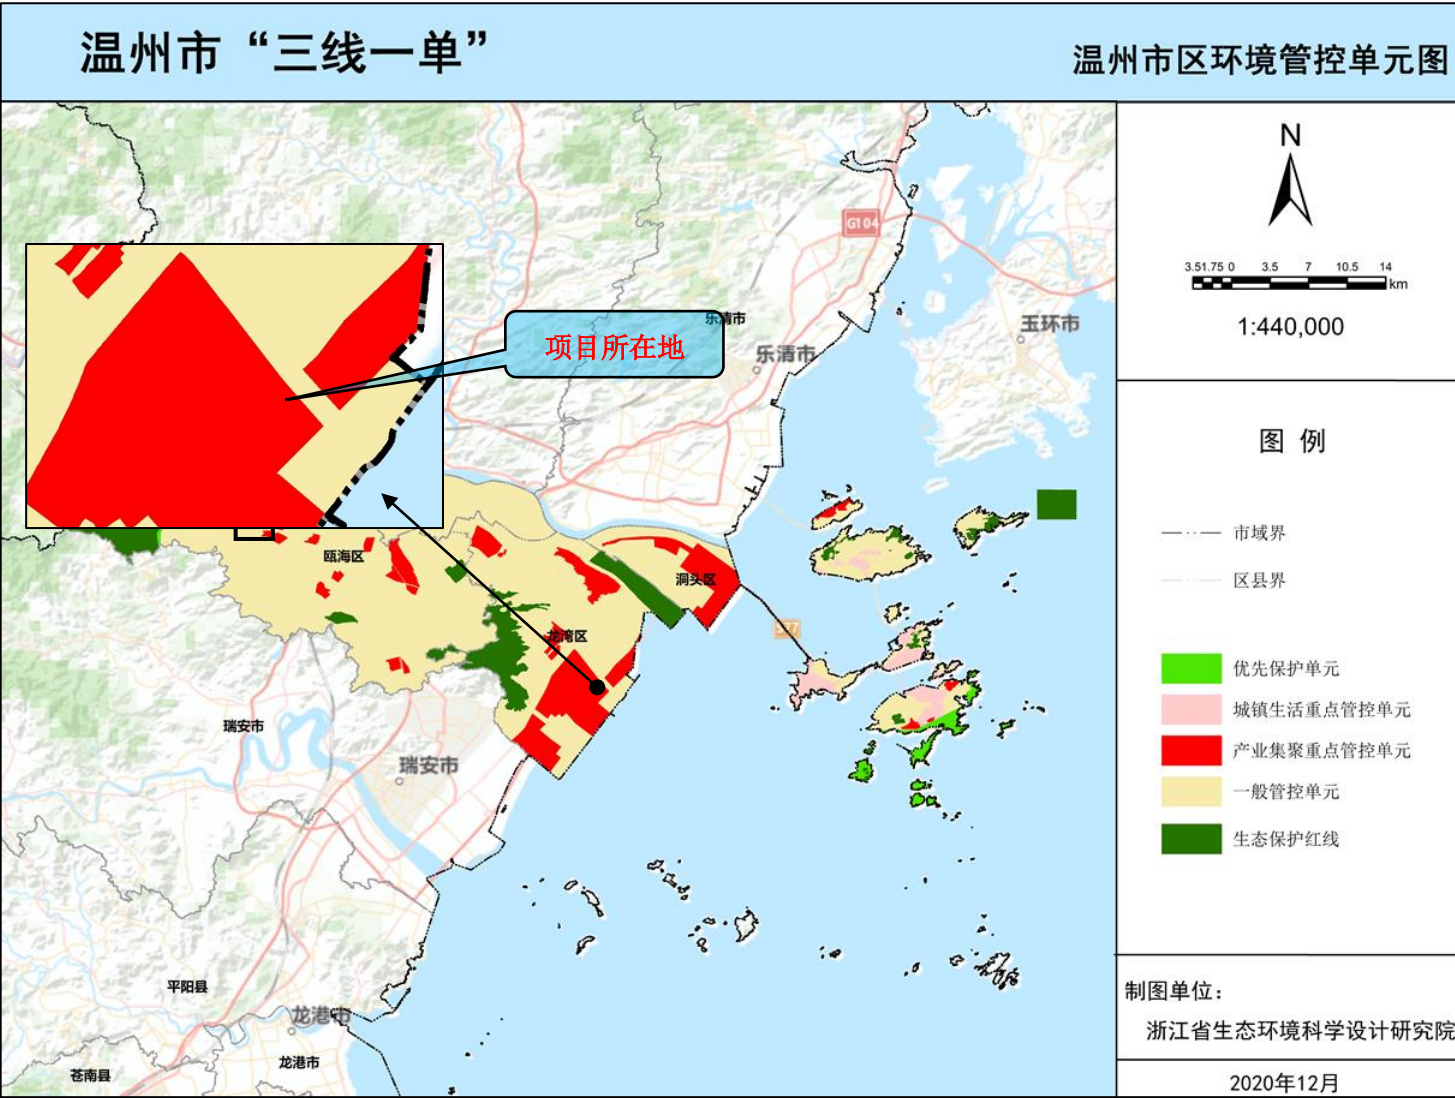 温州市“三线一单”
温州市区环境管控单元图
N
3.51.75 0 3.5 7 10.5 14
km
1:440,000
G104
乐清市
乐清市
玉环市
项目所在地
图 例
市域界
区县界
瓯海区
洞头区
龙湾区
S77
优先保护单元
城镇生活重点管控单元
产业集聚重点管控单元
一般管控单元
生态保护红线
瑞安市
瑞安市
平阳县
龙港市
龙港市
苍南县
制图单位：
浙江省生态环境科学设计研究院
2020年12月